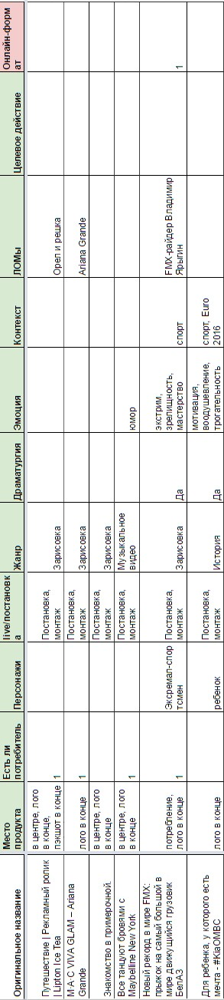 Оригинальное название
Место
продукта
Есть ли
потребитель
Персонажи
live/постановк
а
Жанр
Драматургия
Эмоция
Контекст
ЛОМы
Целевое действие
Онлайн-форм
ат
Путешествие | Рекламный ролик
| Lipton Ice Tea
в центре, лого
в конце,
пэкшот в конце
1
Постановка,
монтаж
Зарисовка
Орел и решка
M·A·C VIVA GLAM – Ariana
Grande
лого в конце
1
Постановка,
монтаж
Зарисовка
Ariana Grande
Знакомство в примерочной.
в центре, лого
в конце
Постановка,
монтаж
Зарисовка
Все танцуют бровями с
Maybelline New York
в центре, лого
в конце
1
Постановка,
монтаж
Музыкальное
видео
юмор
Новый рекорд в мире FMX:
прыжок на самый большой в
мире движущийся грузовик
БелАЗ
потребление,
лого в конце
1
Эксремал-спор
тсмен
Постановка,
монтаж
Зарисовка
Да
экстрим,
зрелищность,
мастерство
спорт
FMX-райдер Владимир
Ярыгин
1
Для ребенка, у которого есть
мечта - #KiaOMBC
лого в конце
ребенок
Постановка,
монтаж
История
Да
мотивация,
воодушевление,
трогательность
спорт, Euro
2016